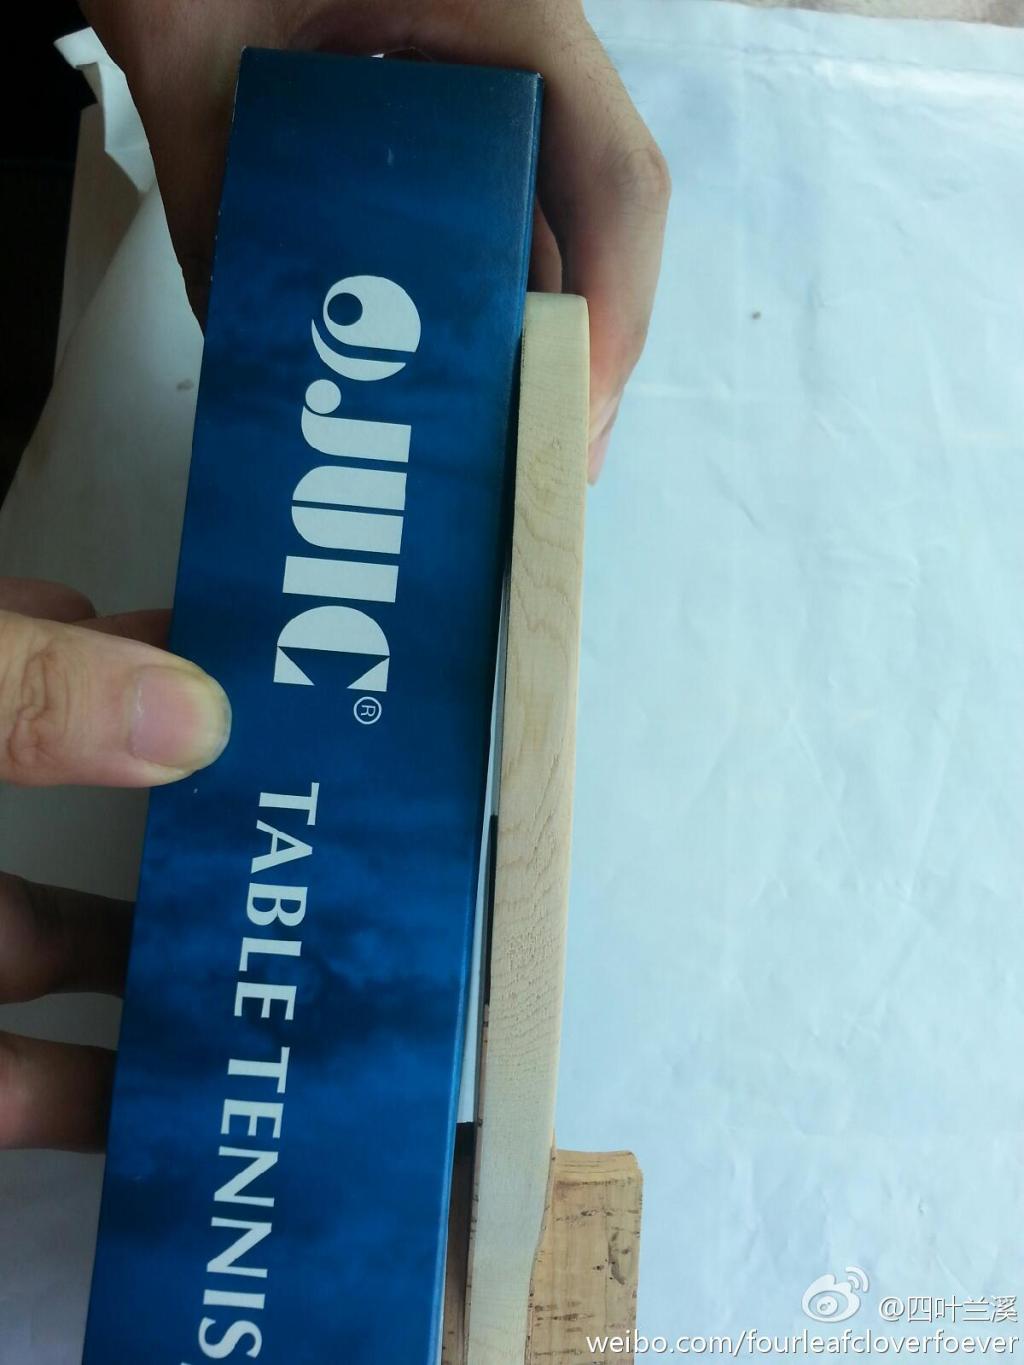 JUIC®
TABLE TENNIS
@四叶兰溪
weibo.com/fourleafcloverfoever